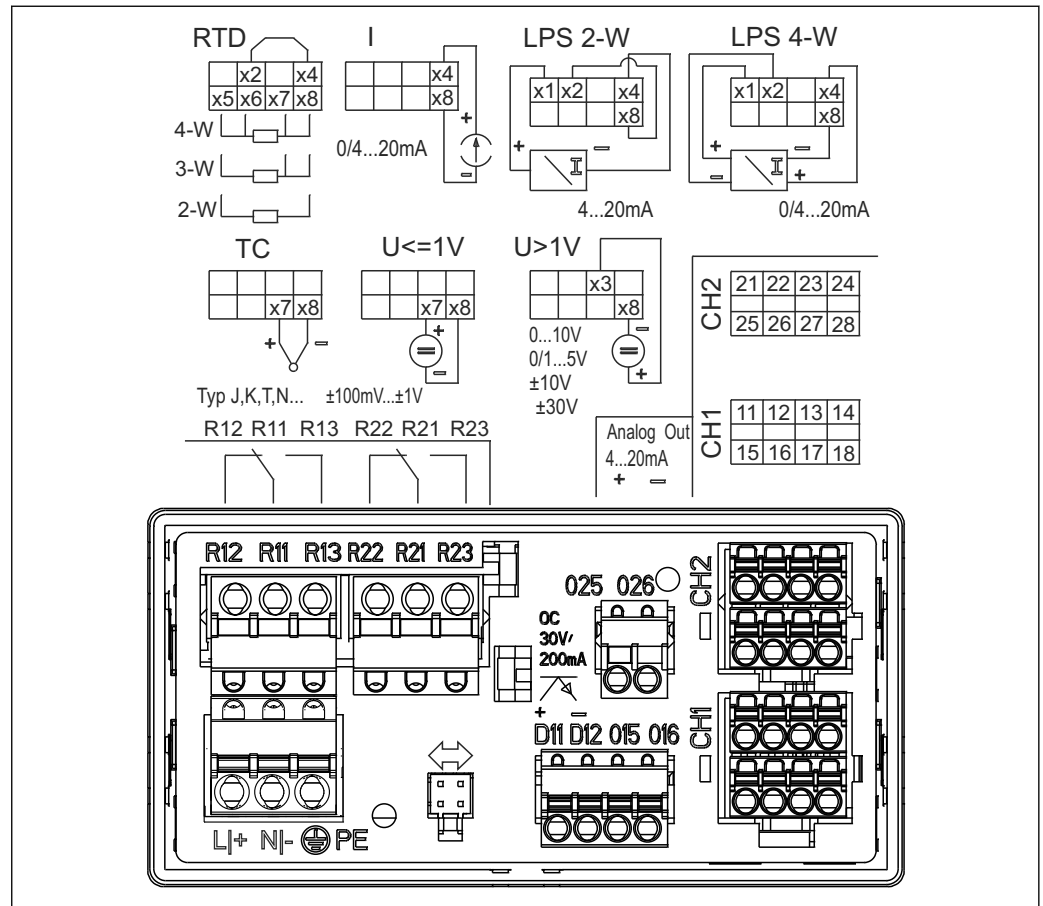 RTD I LPS 2-W LPS 4-W
x2 x4
x5 x6 x7 x8
4-W
3-W
2-W
x4
x8
+
-
0/4...20mA
x1 x2 x4
x8
+ -
I
4...20mA
x1 x2 x4
x8
+ -
- +
I
0/4...20mA
TC U<=1V U>1V
x7 x8
+ -
Typ J,K,T,N...
x7 x8
+
=
-
±100mV...±1V
x3
x8
0...10V
0/1...5V
±10V
±30V
-
=
+
CH2
21 22 23 24
25 26 27 28
CH1
11 12 13 14
15 16 17 18
R12 R11 R13 R22 R21 R23
Analog Out
4...20mA
+ -
R12 R11 R13 R22 R21 R23
O25 O26
OC
30V/
200mA
+ -
D11 D12 O15 O16
CH2
CH1
L|+ N|- PE